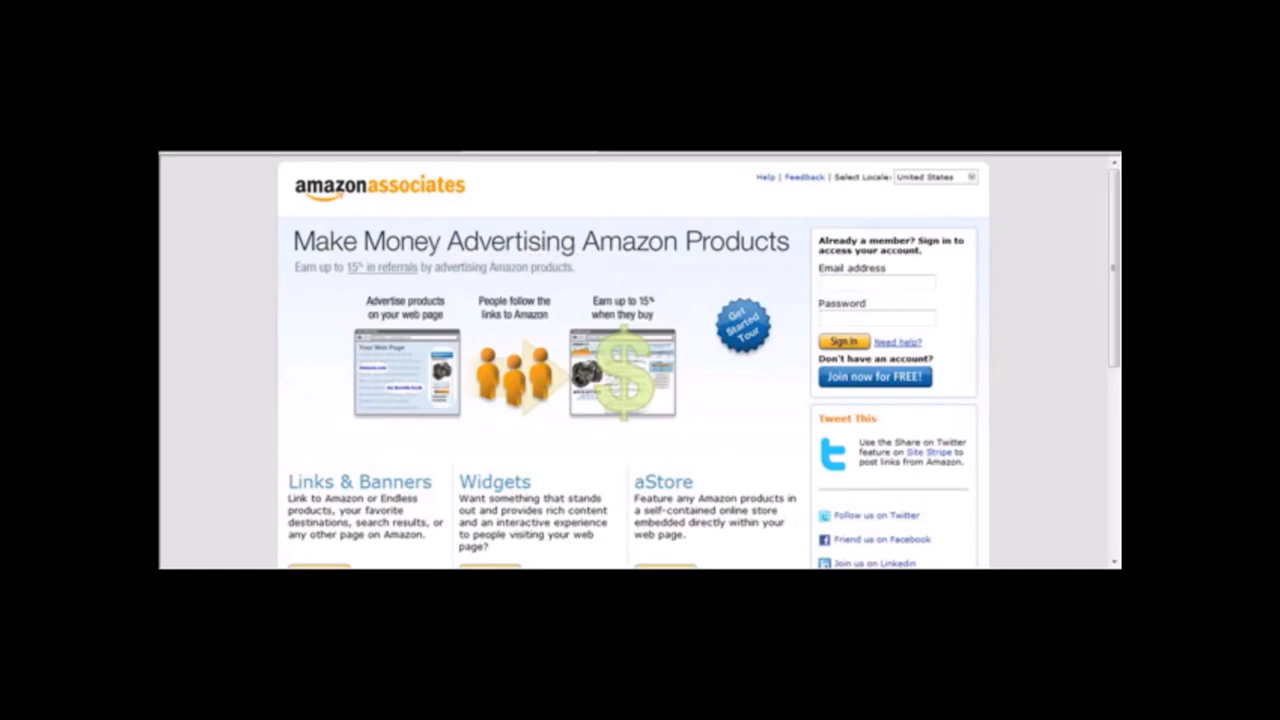 amazonassociates
Help | Feedback | Select Locale: United States
Make Money Advertising Amazon Products
Earn up to 15% in referrals by advertising Amazon products.
Advertise products
on your web page
People follow the
links to Amazon
Earn up to 15%
when they buy
Your Web Page
$
Get
Started
Tour
Already a member? Sign in to
access your account.
Email address
Password
Sign In Need help?
Don't have an account?
Join now for FREE!
Tweet This
Use the Share on Twitter
feature on Site Stripe to
post links from Amazon.
Follow us on Twitter
Friend us on Facebook
Join us on Linkedin
Links & Banners
Link to Amazon or Endless
products, your favorite
destinations, search results, or
any other page on Amazon.
Widgets
Want something that stands
out and provides rich content
and an interactive experience
to people visiting your web
page?
aStore
Feature any Amazon products in
a self-contained online store
embedded directly within your
web page.